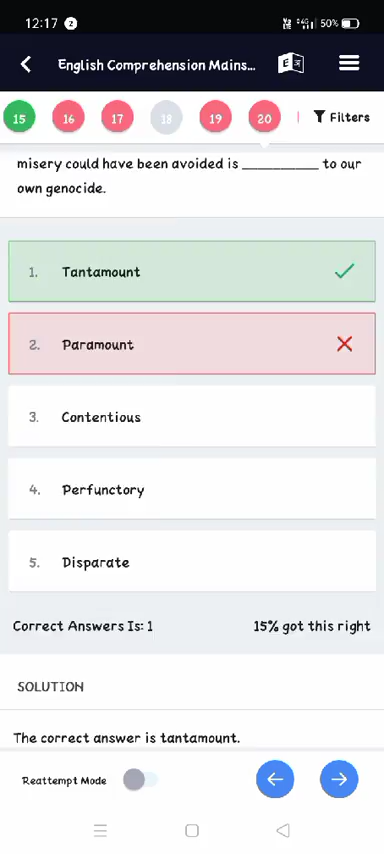 12:17 2 50%
English Comprehension Mains...
15 16 17 18 19 20 Filters
misery could have been avoided is __________ to our
own genocide.
1. Tantamount
2. Paramount
3. Contentious
4. Perfunctory
5. Disparate
Correct Answers Is: 1 15% got this right
SOLUTION
The correct answer is tantamount.
Reattempt Mode